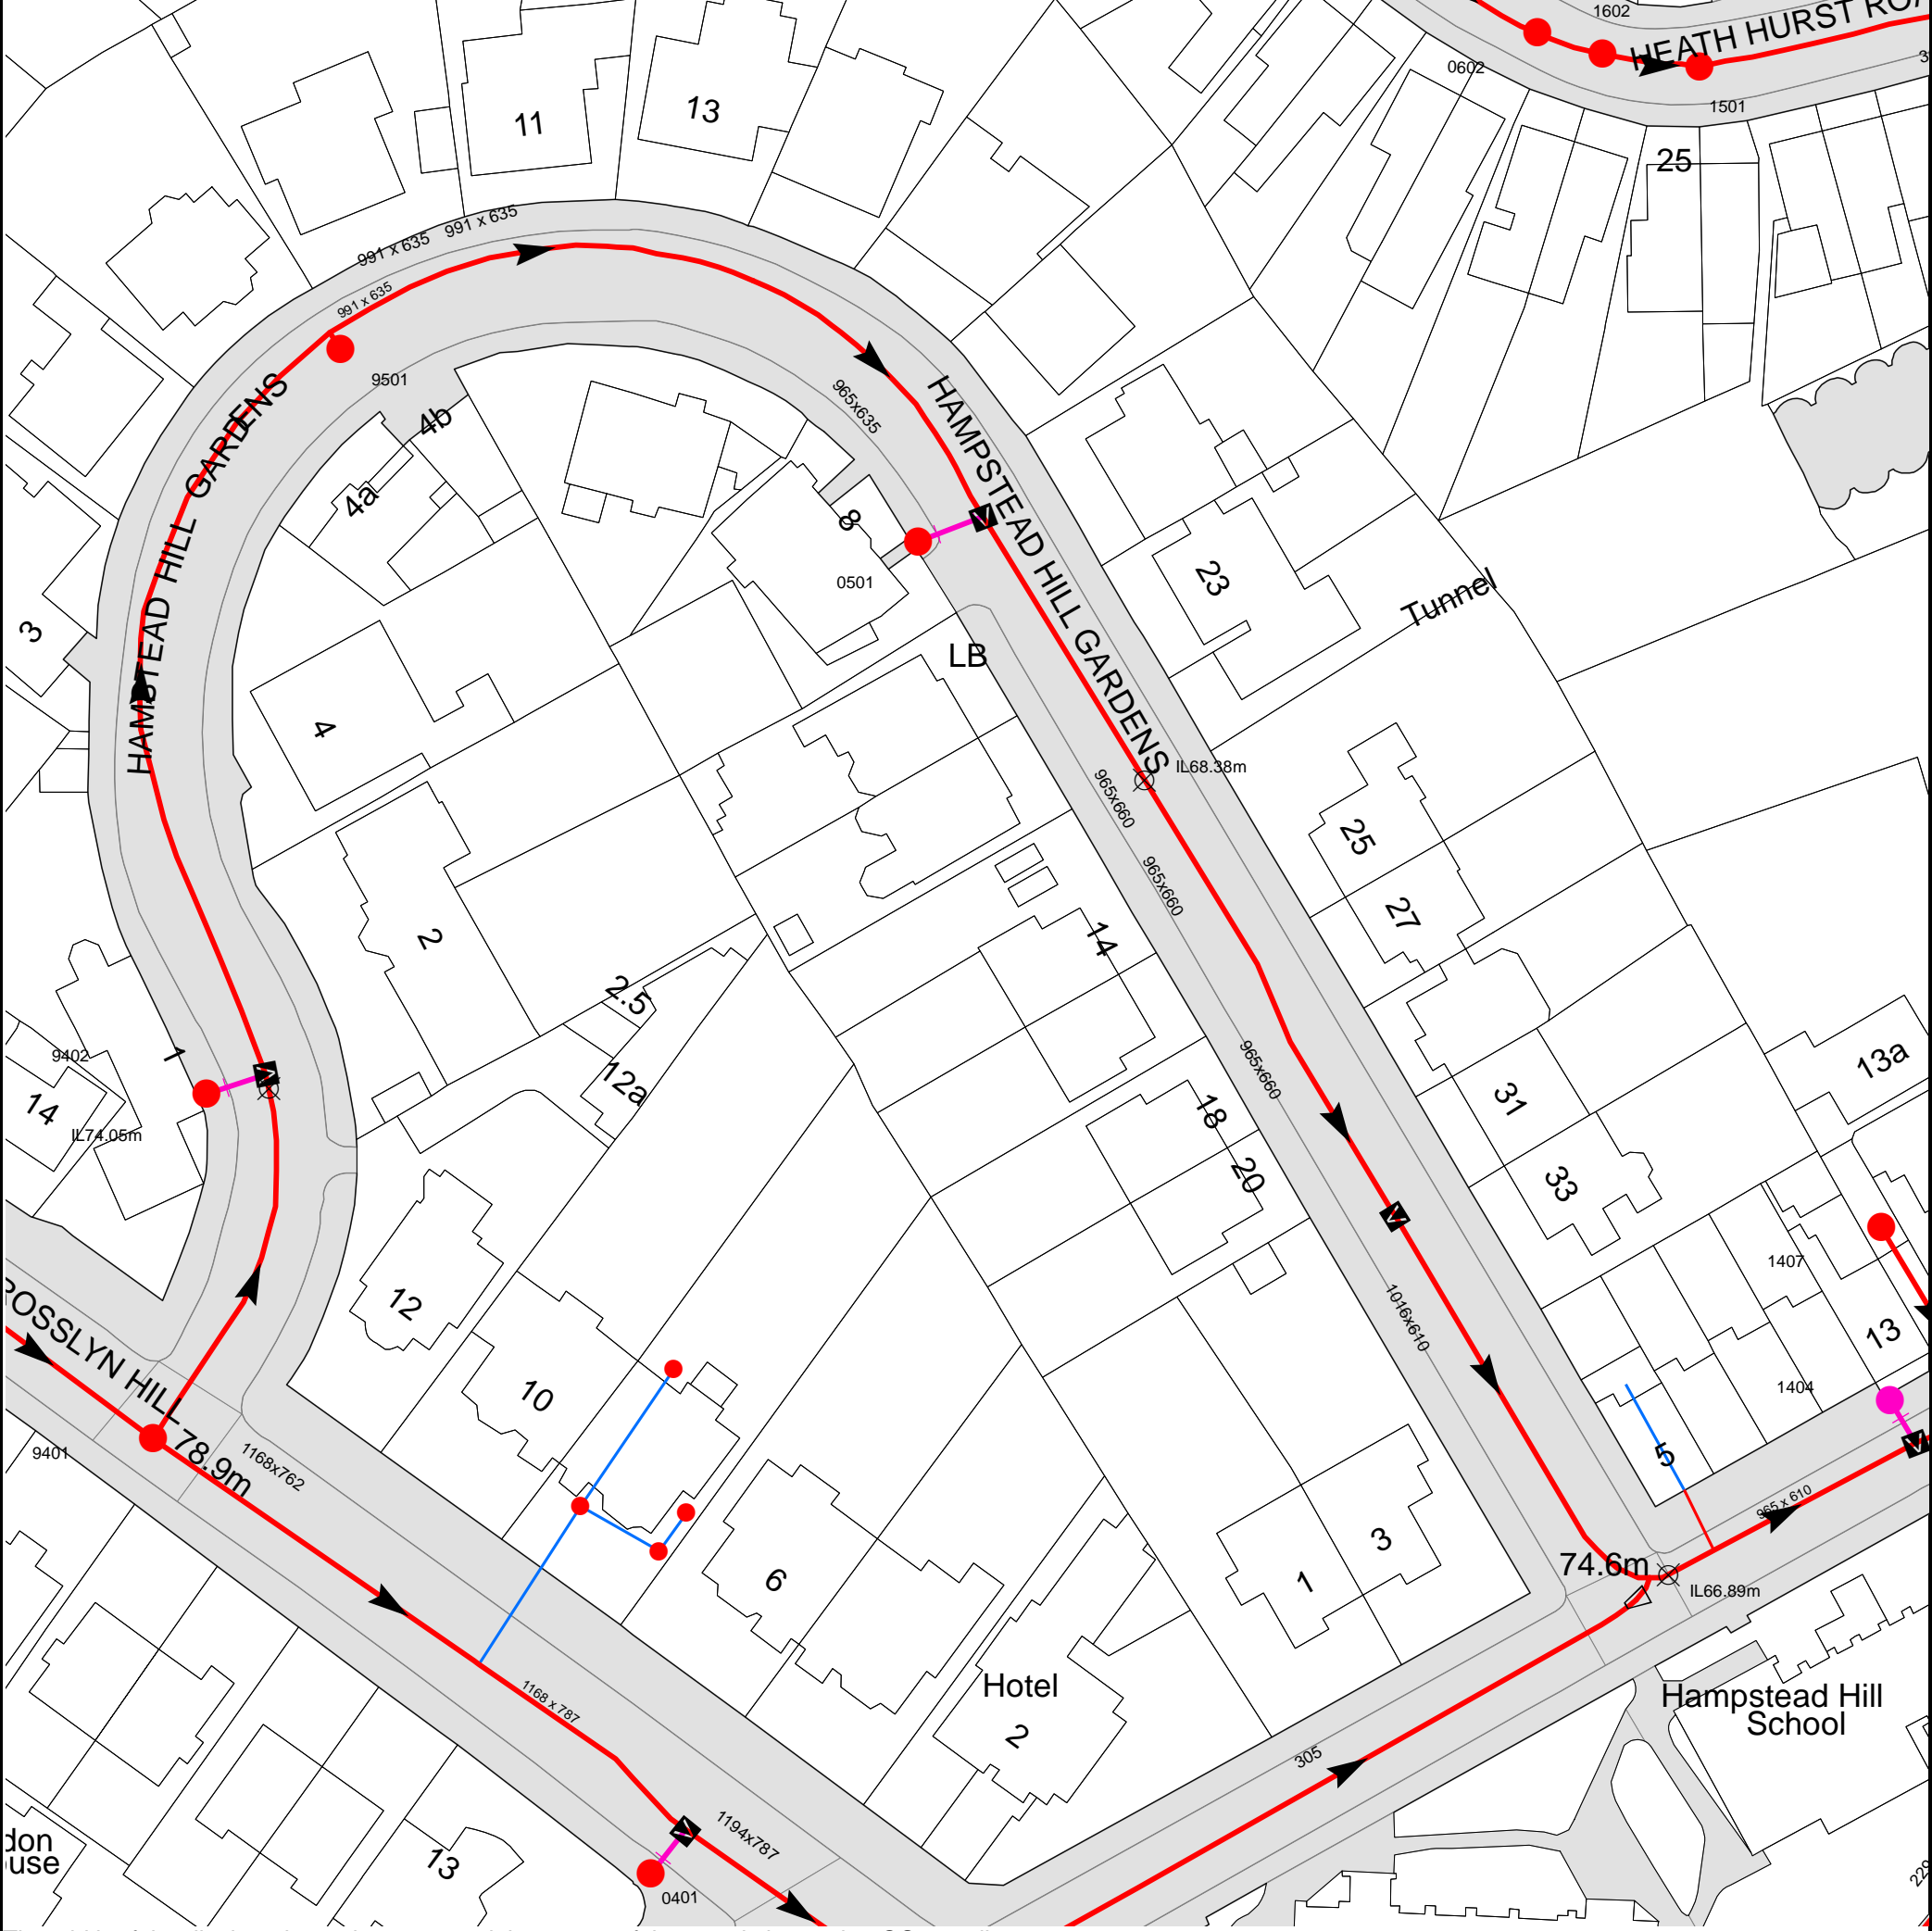 1602
HEATH HURST ROA
0602
1501
11
13
25
991 x 635
991 x 635
991 x 635
9501
4b
4a
965x635
HAMPSTEAD HILL GARDENS
HAMPSTEAD HILL GARDENS
8
0501
23
Tunnel
3
LB
4
IL68.38m
965x660
25
965x660
27
2
14
2.5
9402
1
12a
14
IL74.05m
965x660
18
20
31
33
13a
12
1407
13
1404
ROSSLYN HILL
78.9m
9401
1168x762
10
1016x610
5
965 x 610
74.6m
IL66.89m
6
1
3
1168 x 787
Hotel
2
305
Hampstead Hill
School
1194x787
13
0401
don
ouse
229